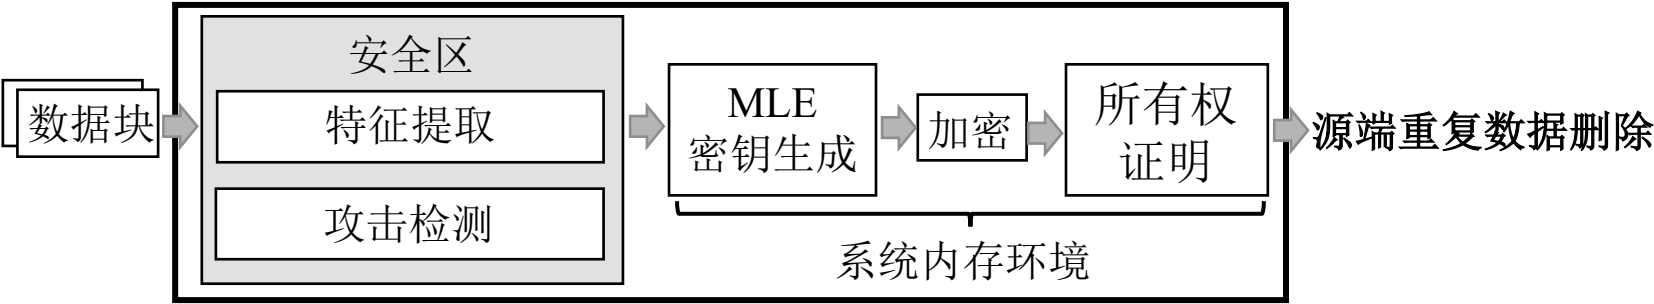 数据块
安全区
特征提取
攻击检测
MLE
密钥生成
加密
所有权
证明
系统内存环境
源端重复数据删除